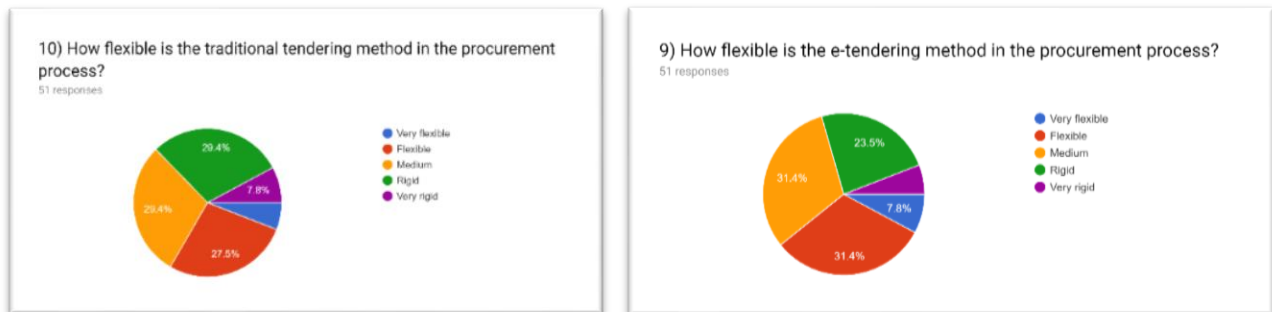 10) How flexible is the traditional tendering method in the procurement
process?
51 responses
29.4%
7.8%
29.4%
27.5%
Very flexible
Flexible
Medium
Rigid
Very rigid
9) How flexible is the e-tendering method in the procurement process?
51 responses
23.5%
31.4%
7.8%
31.4%
Very flexible
Flexible
Medium
Rigid
Very rigid